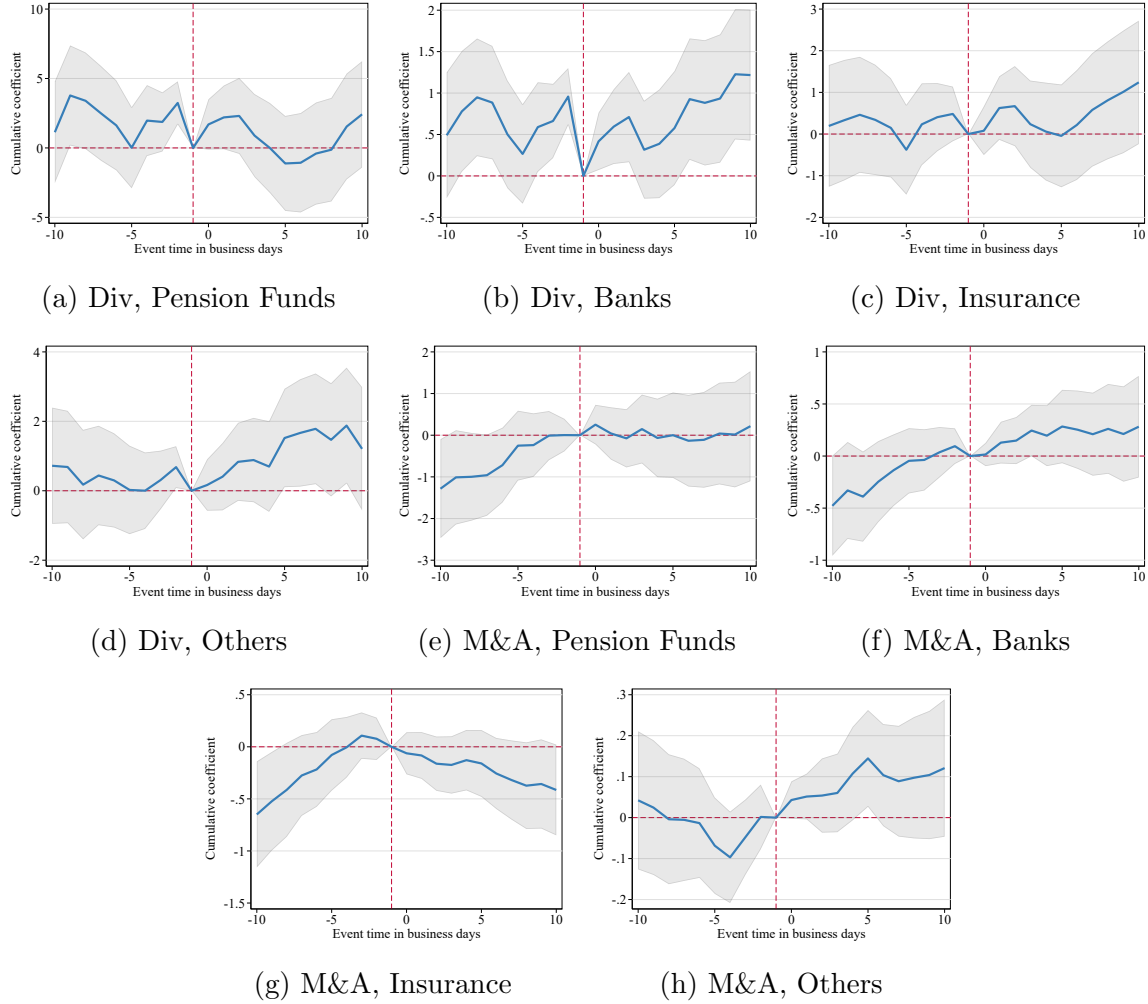 Cumulative coefficient
10
5
0
-5
-10 -5 0 5 10
Event time in business days
(a) Div, Pension Funds
Cumulative coefficient
2
1.5
1
.5
0
-.5
-10 -5 0 5 10
Event time in business days
(b) Div, Banks
Cumulative coefficient
3
2
1
0
-1
-2
-10 -5 0 5 10
Event time in business days
(c) Div, Insurance
Cumulative coefficient
4
2
0
-2
-10 -5 0 5 10
Event time in business days
(d) Div, Others
Cumulative coefficient
2
1
0
-1
-2
-3
-10 -5 0 5 10
Event time in business days
(e) M&A, Pension Funds
Cumulative coefficient
1
.5
0
-.5
-1
-10 -5 0 5 10
Event time in business days
(f) M&A, Banks
Cumulative coefficient
.5
0
-.5
-1
-1.5
-10 -5 0 5 10
Event time in business days
(g) M&A, Insurance
Cumulative coefficient
.3
.2
.1
0
-.1
-.2
-10 -5 0 5 10
Event time in business days
(h) M&A, Others